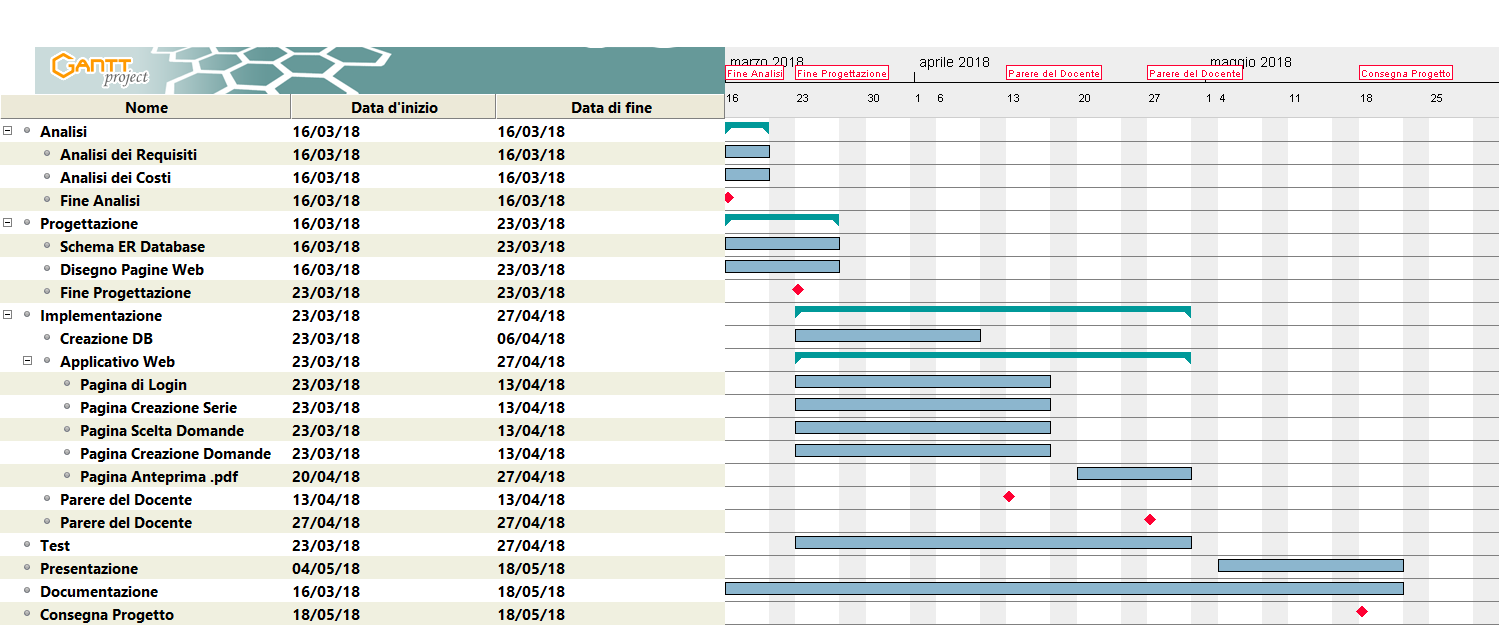 GANTT project
marzo 2018 aprile 2018 maggio 2018
Fine Analisi Fine Progettazione Parere del Docente Parere del Docente Consegna Progetto
Nome Data d'inizio Data di fine 16 23 30 1 6 13 20 27 1 4 11 18 25
Analisi 16/03/18 16/03/18
Analisi dei Requisiti 16/03/18 16/03/18
Analisi dei Costi 16/03/18 16/03/18
Fine Analisi 16/03/18 16/03/18
Progettazione 16/03/18 23/03/18
Schema ER Database 16/03/18 23/03/18
Disegno Pagine Web 16/03/18 23/03/18
Fine Progettazione 23/03/18 23/03/18
Implementazione 23/03/18 27/04/18
Creazione DB 23/03/18 06/04/18
Applicativo Web 23/03/18 27/04/18
Pagina di Login 23/03/18 13/04/18
Pagina Creazione Serie 23/03/18 13/04/18
Pagina Scelta Domande 23/03/18 13/04/18
Pagina Creazione Domande 23/03/18 13/04/18
Pagina Anteprima .pdf 20/04/18 27/04/18
Parere del Docente 13/04/18 13/04/18
Parere del Docente 27/04/18 27/04/18
Test 23/03/18 27/04/18
Presentazione 04/05/18 18/05/18
Documentazione 16/03/18 18/05/18
Consegna Progetto 18/05/18 18/05/18